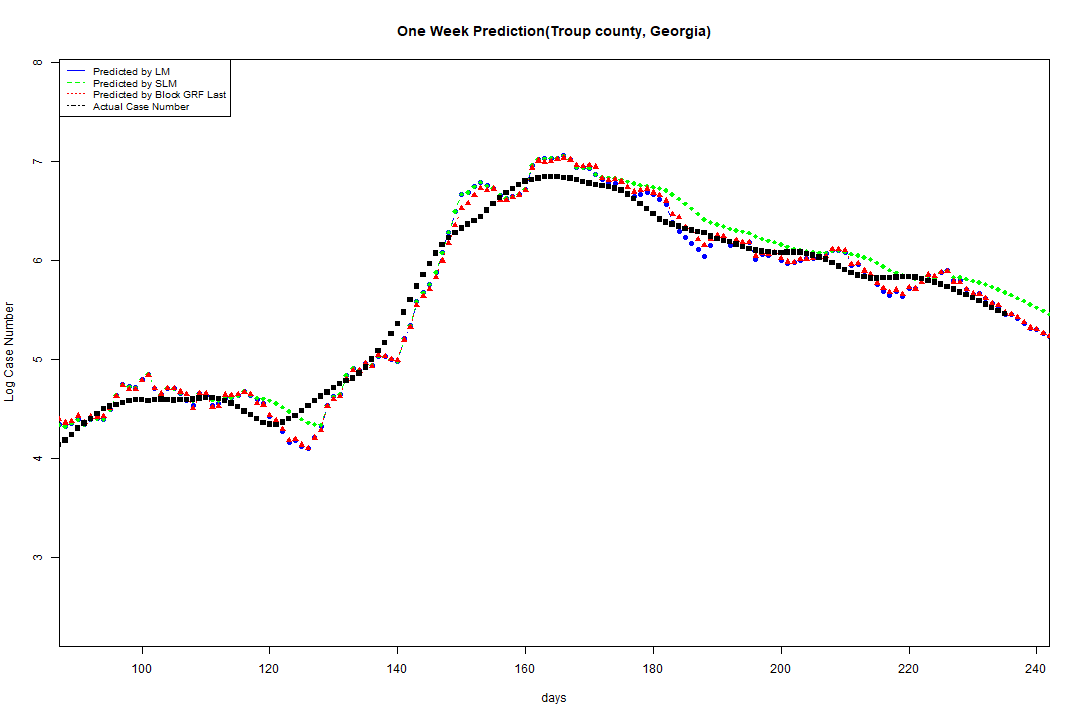 One Week Prediction(Troup county, Georgia)
Predicted by LM
Predicted by SLM
Predicted by Block GRF Last
Actual Case Number
8
7
6
5
4
3
Log Case Number
100 120 140 160 180 200 220 240
days